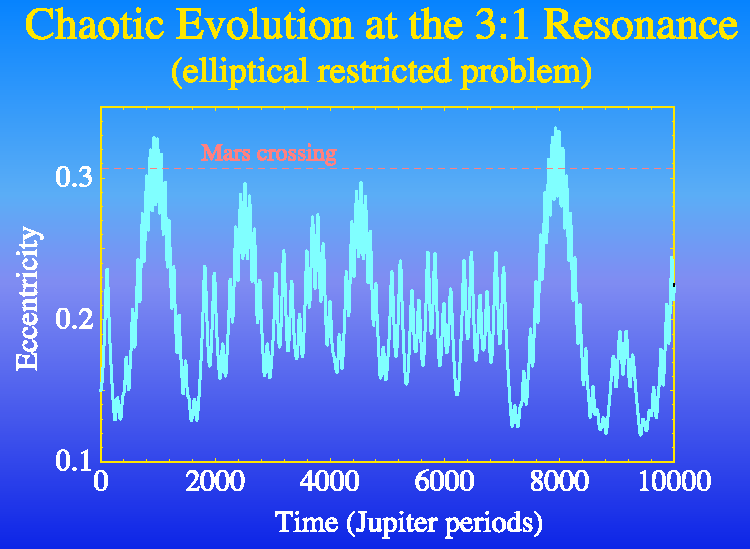 Chaotic Evolution at the 3:1 Resonance
(elliptical restricted problem)
Mars crossing
0.3
0.2
0.1
Eccentricity
0 2000 4000 6000 8000 10000
Time (Jupiter periods)